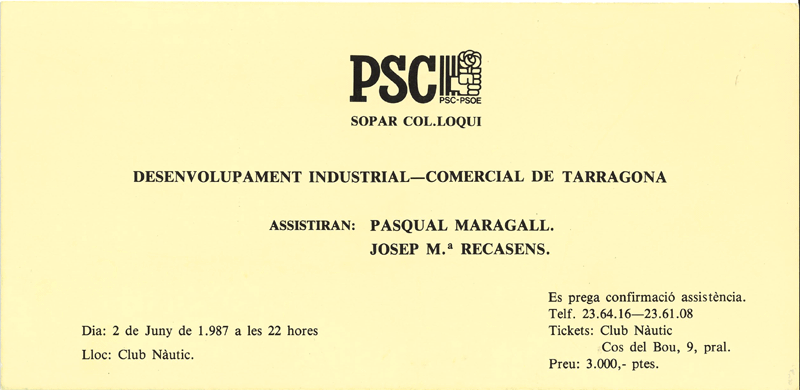 PSC
PSC-PSOE
SOPAR COL.LOQUI
DESENVOLUPAMENT INDUSTRIAL—COMERCIAL DE TARRAGONA
ASSISTIRAN: PASQUAL MARAGALL.
JOSEP M.ª RECASENS.
Dia: 2 de Juny de 1.987 a les 22 hores
Lloc: Club Nàutic.
Es prega confirmació assistència.
Telf. 23.64.16—23.61.08
Tickets: Club Nàutic
Cos del Bou, 9, pral.
Preu: 3.000,- ptes.